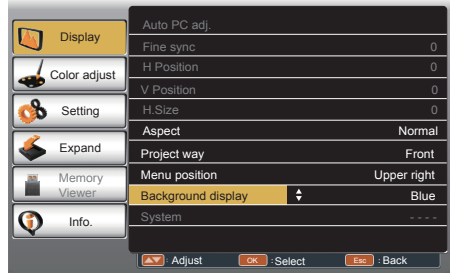 Display
Color adjust
Setting
Expand
Memory
Viewer
Info.
Auto PC adj.
Fine sync 0
H Position 0
V Position 0
H.Size 0
Aspect Normal
Project way Front
Menu position Upper right
Background display Blue
System - - - -
: Adjust OK :Select Esc : Back